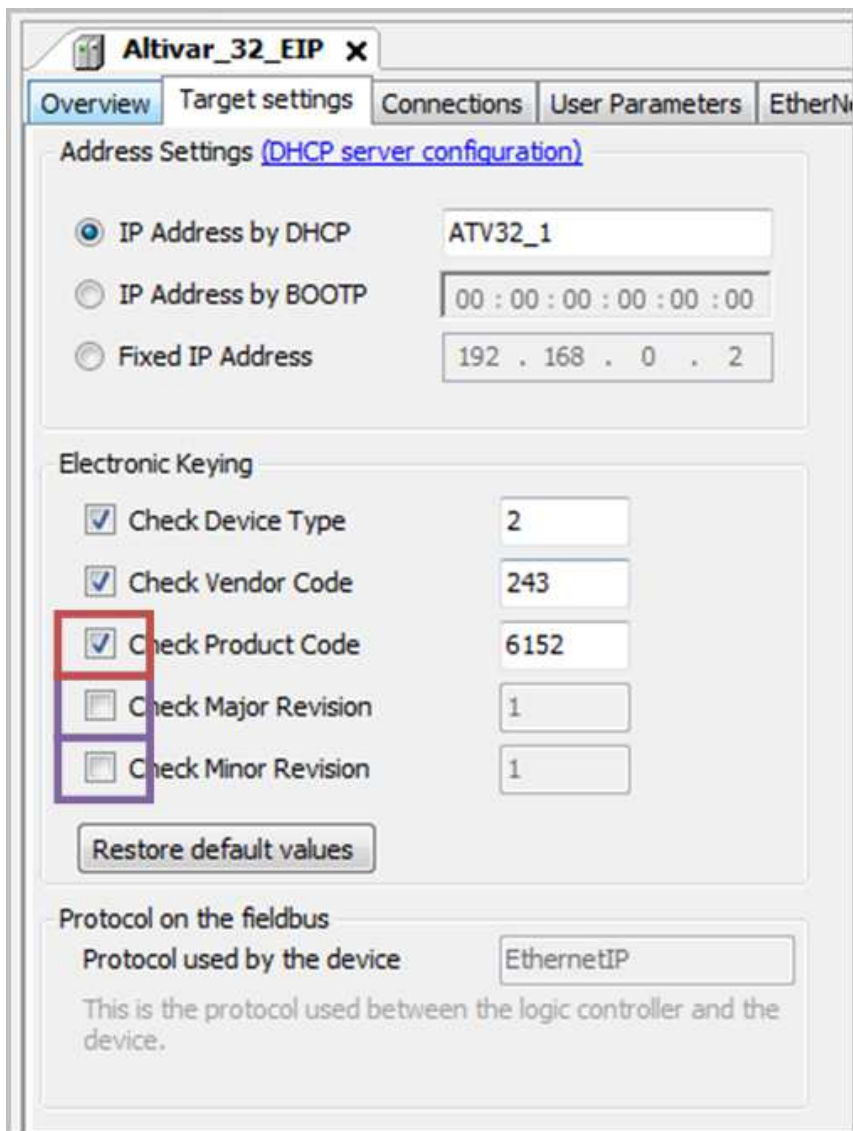 Altivar_32_EIP
Overview Target settings Connections User Parameters EtherNe
Address Settings (DHCP server configuration)
IP Address by DHCP ATV32_1
IP Address by BOOTP 00 : 00 : 00 : 00 : 00 : 00
Fixed IP Address 192 . 168 . 0 . 2
Electronic Keying
Check Device Type 2
Check Vendor Code 243
Check Product Code 6152
Check Major Revision 1
Check Minor Revision 1
Restore default values
Protocol on the fieldbus
Protocol used by the device EthernetIP
This is the protocol used between the logic controller and the
device.